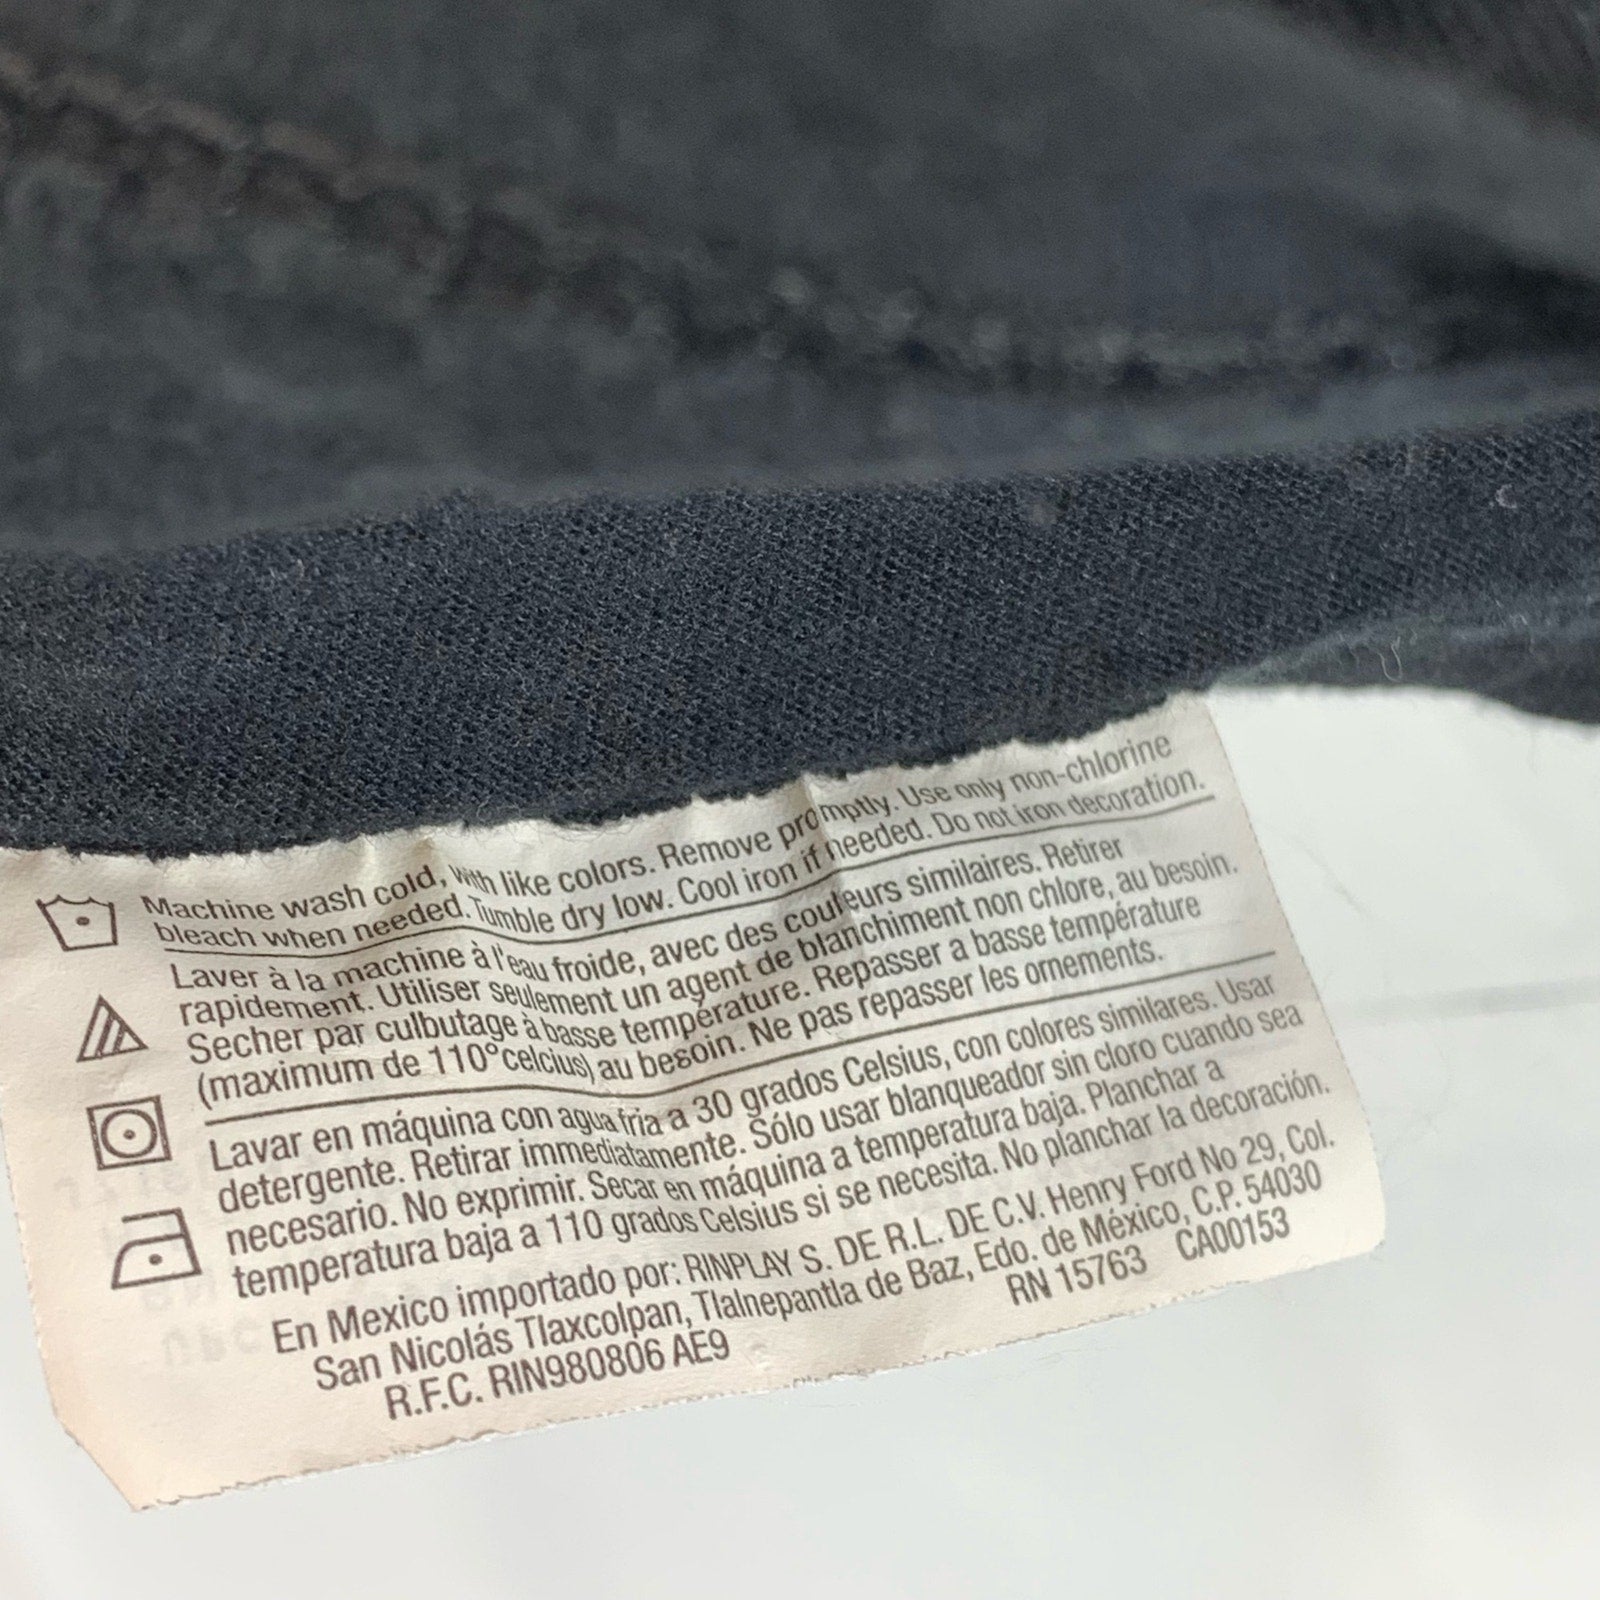 Machine wash cold, with like colors. Remove promptly. Use only non-chlorine
bleach when needed. Tumble dry low. Cool iron if needed. Do not iron decoration.
Laver à la machine à l'eau froide, avec des couleurs similaires. Retirer
rapidement. Utiliser seulement un agent de blanchiment non chlore, au besoin.
Secher par culbutage à basse température. Repasser a basse température
(maximum de 110°celcius) au besoin. Ne pas repasser les ornements.
Lavar en máquina con agua fria a 30 grados Celsius, con colores similares. Usar
detergente. Retirar immediatamente. Sólo usar blanqueador sin cloro cuando sea
necesario. No exprimir. Secar en máquina a temperatura baja. Planchar a
temperatura baja a 110 grados Celsius si se necesita. No planchar la decoración.
En Mexico importado por: RINPLAY S. DE R.L. DE C.V. Henry Ford No 29, Col.
San Nicolás Tlaxcolpan, Tlalnepantla de Baz, Edo. de México, C.P. 54030
R.F.C. RIN980806 AE9 RN 15763 CA00153